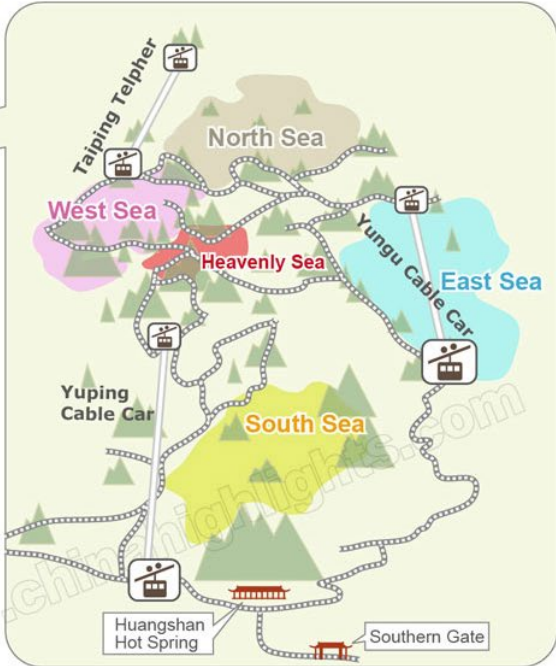 Taiping Telpher
North Sea
West Sea
Heavenly Sea
Yungu Cable Car
East Sea
Yuping
Cable Car
South Sea
.chinahighlights.com
Huangshan
Hot Spring
Southern Gate